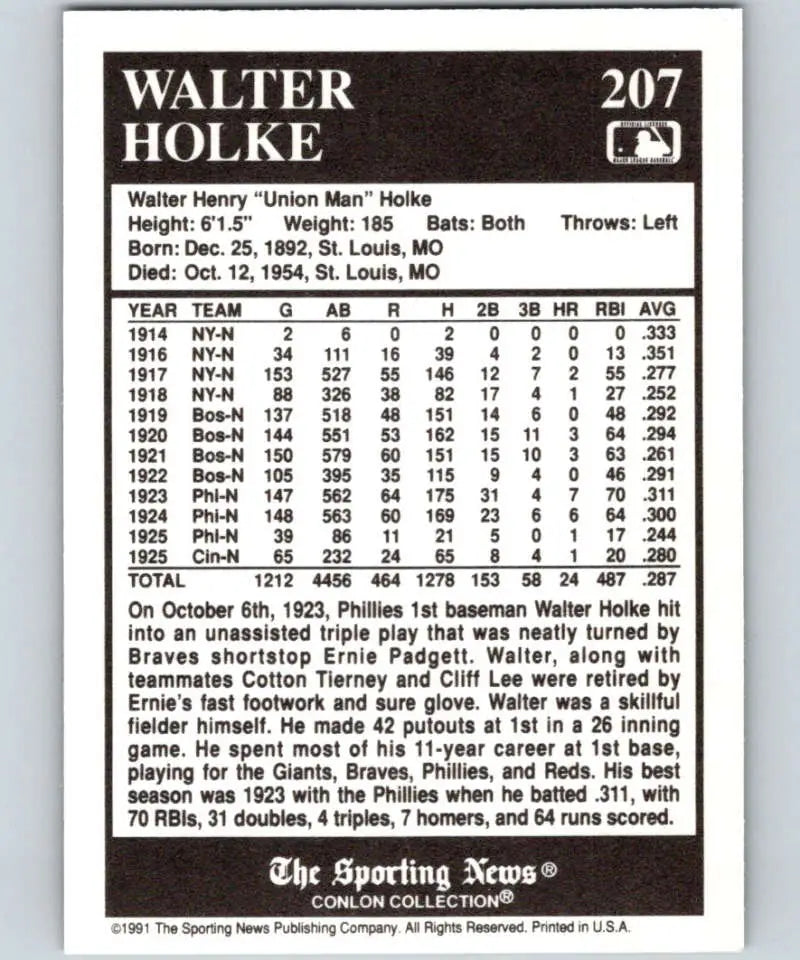 WALTER 207
HOLKE
OFFICIAL LICENSEE
MAJOR LEAGUE BASEBALL
Walter Henry "Union Man" Holke
Height: 6'1.5" Weight: 185 Bats: Both Throws: Left
Born: Dec. 25, 1892, St. Louis, MO
Died: Oct. 12, 1954, St. Louis, MO
YEAR TEAM G AB R H 2B 3B HR RBI AVG
1914 NY-N 2 6 0 2 0 0 0 0 .333
1916 NY-N 34 111 16 39 4 2 0 13 .351
1917 NY-N 153 527 55 146 12 7 2 55 .277
1918 NY-N 88 326 38 82 17 4 1 27 .252
1919 Bos-N 137 518 48 151 14 6 0 48 .292
1920 Bos-N 144 551 53 162 15 11 3 64 .294
1921 Bos-N 150 579 60 151 15 10 3 63 .261
1922 Bos-N 105 395 35 115 9 4 0 46 .291
1923 Phi-N 147 562 64 175 31 4 7 70 .311
1924 Phi-N 148 563 60 169 23 6 6 64 .300
1925 Phi-N 39 86 11 21 5 0 1 17 .244
1925 Cin-N 65 232 24 65 8 4 1 20 .280
TOTAL 1212 4456 464 1278 153 58 24 487 .287
On October 6th, 1923, Phillies 1st baseman Walter Holke hit
into an unassisted triple play that was neatly turned by
Braves shortstop Ernie Padgett. Walter, along with
teammates Cotton Tierney and Cliff Lee were retired by
Ernie's fast footwork and sure glove. Walter was a skillful
fielder himself. He made 42 putouts at 1st in a 26 inning
game. He spent most of his 11-year career at 1st base,
playing for the Giants, Braves, Phillies, and Reds. His best
season was 1923 with the Phillies when he batted .311, with
70 RBIs, 31 doubles, 4 triples, 7 homers, and 64 runs scored.
The Sporting News®
CONLON COLLECTION®
©1991 The Sporting News Publishing Company. All Rights Reserved. Printed in U.S.A.